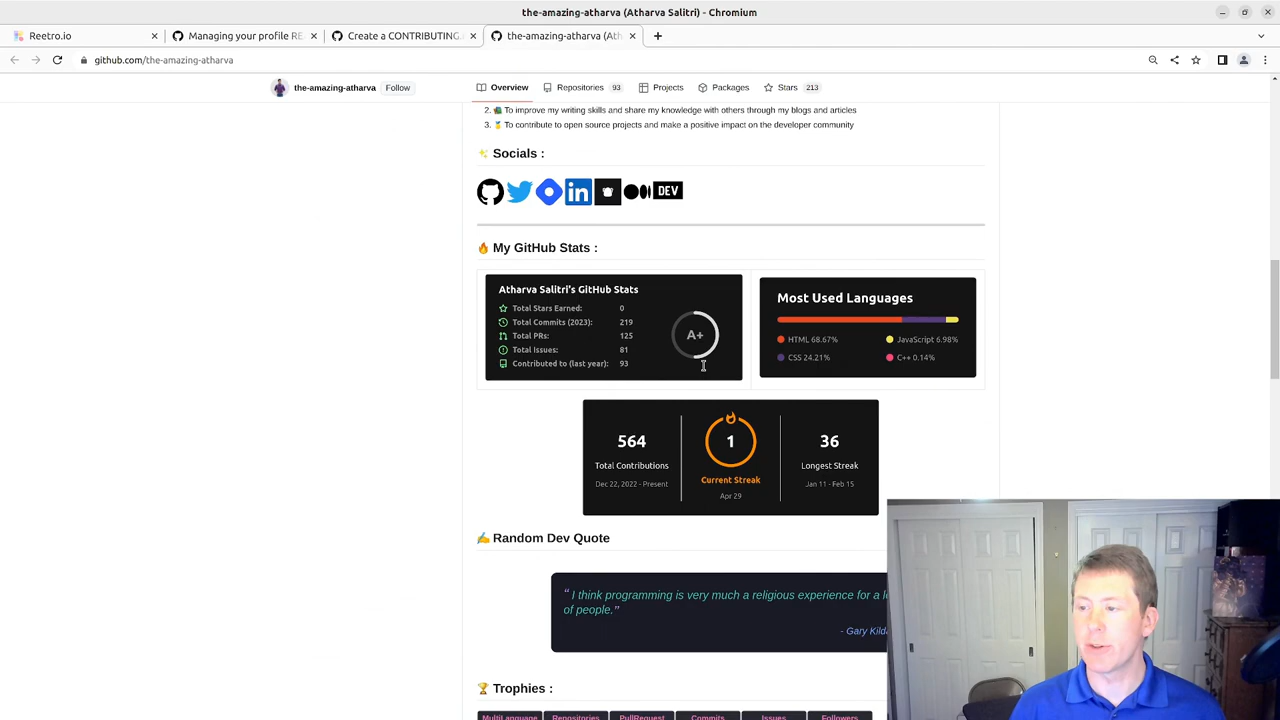 the-amazing-atharva (Atharva Salitri) - Chromium
Reetro.io
Managing your profile RE
Create a CONTRIBUTING.
the-amazing-atharva (Ath
github.com/the-amazing-atharva
the-amazing-atharva Follow
Overview
Repositories 93
Projects
Packages
Stars 213
2. To improve my writing skills and share my knowledge with others through my blogs and articles
3. To contribute to open source projects and make a positive impact on the developer community
Socials :
DEV
My GitHub Stats :
Atharva Salitri's GitHub Stats
Total Stars Earned: 0
Total Commits (2023): 219
Total PRs: 125
Total Issues: 81
Contributed to (last year): 93
A+
Most Used Languages
HTML 68.67%
JavaScript 6.98%
CSS 24.21%
C++ 0.14%
564
Total Contributions
Dec 22, 2022 - Present
1
Current Streak
Apr 29
36
Longest Streak
Jan 11 - Feb 15
Random Dev Quote
“ I think programming is very much a religious experience for a l
of people.”
- Gary Kilda
Trophies :
MultiLanguage
Repositories
PullRequest
Commits
Issues
Followers